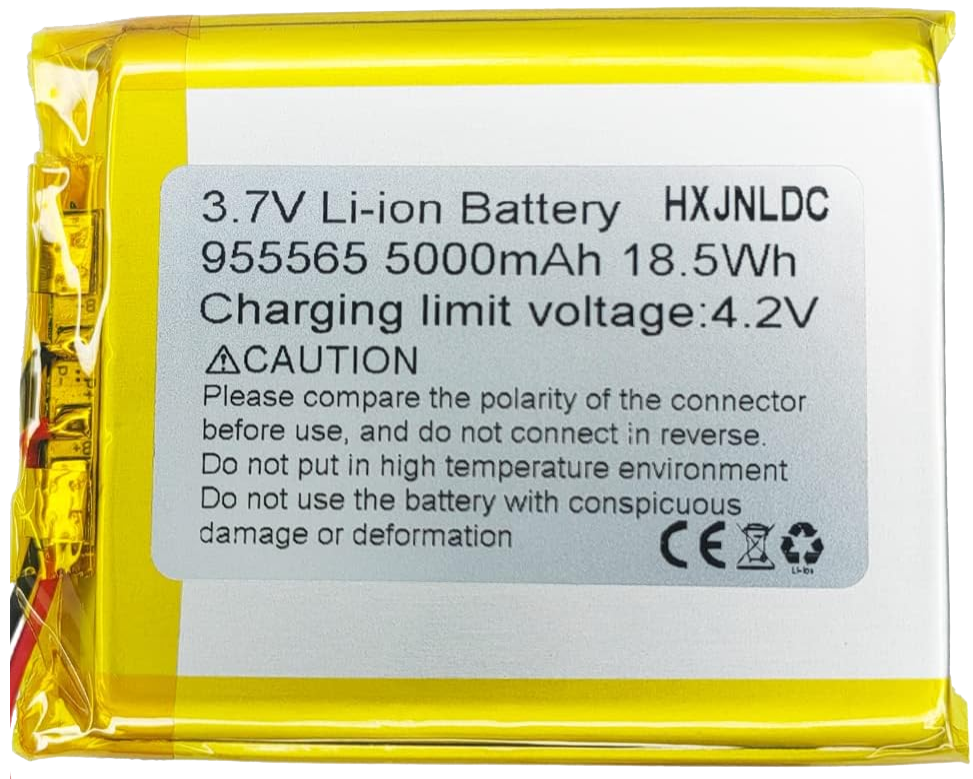 3.7V Li-ion Battery HXJNLDC
955565 5000mAh 18.5Wh
Charging limit voltage:4.2V
⚠CAUTION
Please compare the polarity of the connector
before use, and do not connect in reverse.
Do not put in high temperature environment
Do not use the battery with conspicuous
damage or deformation
CE
Li-ion